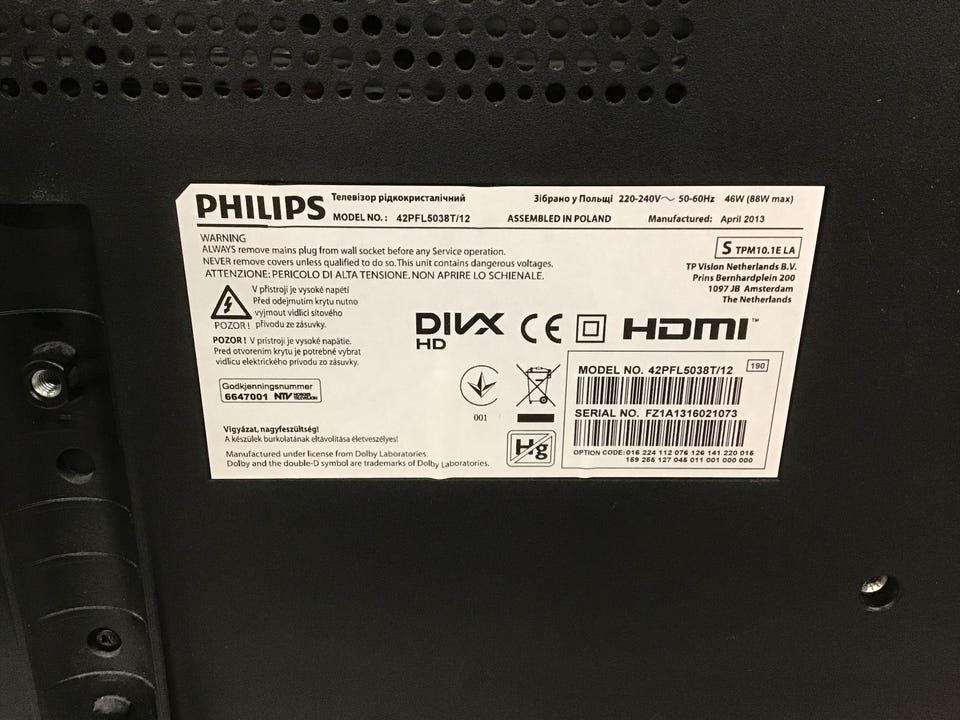 PHILIPS
Телевізор рідкокристалічний
Зібрано у Польщі 220-240V~ 50-60Hz 46W (88W max)
MODEL NO.: 42PFL5038T/12 ASSEMBLED IN POLAND Manufactured: April 2013
WARNING
ALWAYS remove mains plug from wall socket before any Service operation.
NEVER remove covers unless qualified to do so. This unit contains dangerous voltages.
ATTENZIONE: PERICOLO DI ALTA TENSIONE. NON APRIRE LO SCHIENALE.
S TPM10.1E LA
TP Vision Netherlands B.V.
Prins Bernhardplein 200
1097 JB Amsterdam
The Netherlands
V přístroji je vysoké napětí
Před odejmutím krytu nutno
vyjmout vidlici síťového
POZOR! přívodu ze zásuvky.
POZOR! V prístroji je vysoké napätie.
Pred otvorením krytu je potrebné vybrat
vidlicu elektrického prívodu zo zásuvky.
DIVX
HD
CE
HDMI™
Godkjenningsnummer
6647001 NTV
001
Hg
MODEL NO. 42PFL5038T/12
190
SERIAL NO. FZ1A1316021073
OPTION CODE: 016 224 112 076 126 141 220 016
159 255 127 045 011 001 000 000
Vigyázat, nagyfeszültség!
A készülek burkolatának eltávolítása életveszélyes!
Manufactured under license from Dolby Laboratories.
Dolby and the double-D symbol are trademarks of Dolby Laboratories.